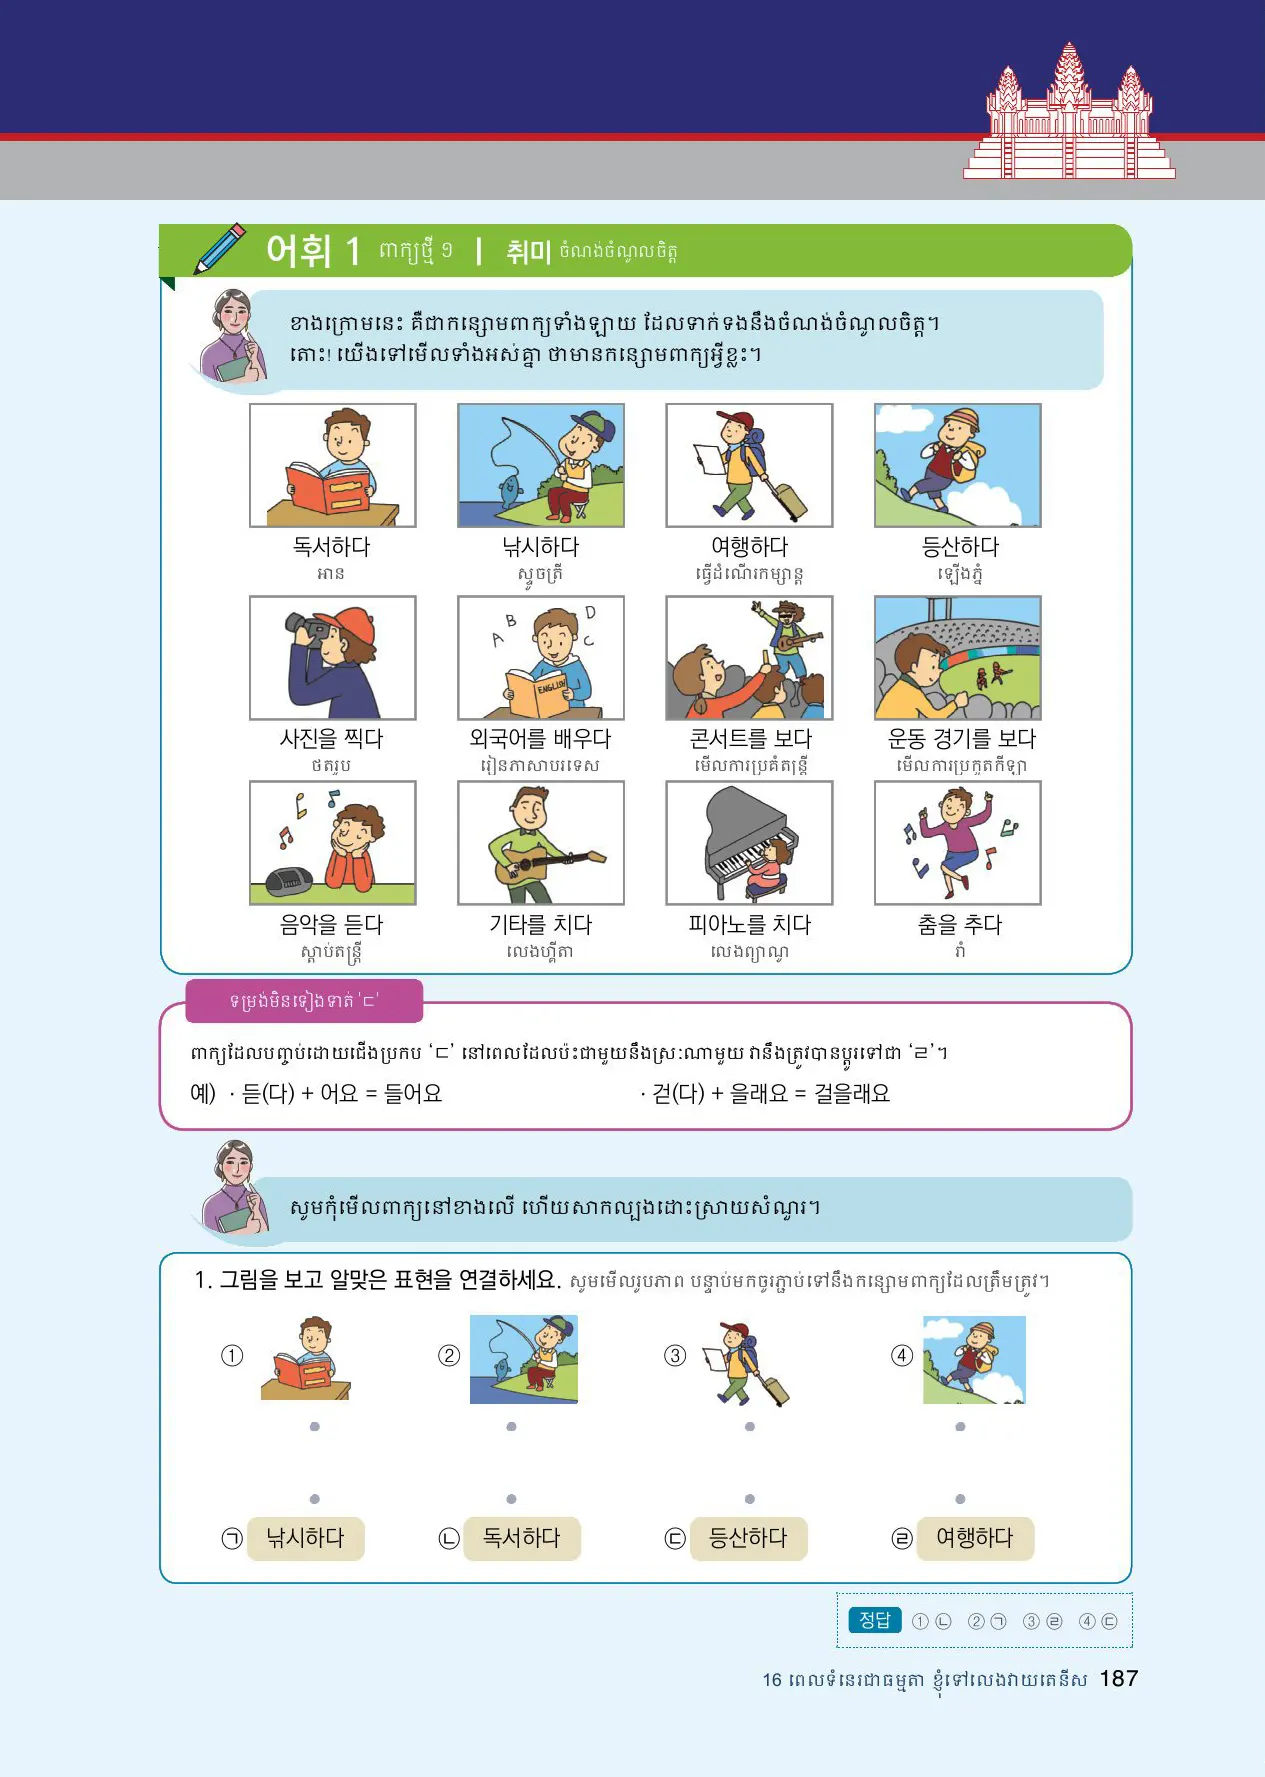 어휘 1 ពាក្យថ្មី ១ | 취미 ចំណង់ចំណូលចិត្ត
ខាងក្រោមនេះ គឺជាកន្សោមពាក្យទាំងឡាយ ដែលទាក់ទងនឹងចំណង់ចំណូលចិត្ត។
តោះ! យើងទៅមើលទាំងអស់គ្នា ថាមានកន្សោមពាក្យអ្វីខ្លះ។
A B D C
ENGLISH
독서하다 낚시하다 여행하다 등산하다
អាន ស្ទូចត្រី ធ្វើដំណើរកម្សាន្ត ឡើងភ្នំ
사진을 찍다 외국어를 배우다 콘서트를 보다 운동 경기를 보다
ថតរូប រៀនភាសាបរទេស មើលការប្រគំតន្ត្រី មើលការប្រកួតកីឡា
음악을 듣다 기타를 치다 피아노를 치다 춤을 추다
ស្តាប់តន្ត្រី លេងហ្គីតា លេងព្យាណូ រាំ
ទម្រង់មិនទៀងទាត់ 'ㄷ'
ពាក្យដែលបញ្ចប់ដោយជើងប្រកប ‘ㄷ’ នៅពេលដែលប៉ះជាមួយនឹងស្រៈណាមួយ វានឹងត្រូវបានប្តូរទៅជា ‘ㄹ’។
예) · 듣(다) + 어요 = 들어요 · 걷(다) + 을래요 = 걸을래요
សូមកុំមើលពាក្យនៅខាងលើ ហើយសាកល្បងដោះស្រាយសំណួរ។
1. 그림을 보고 알맞은 표현을 연결하세요. សូមមើលរូបភាព បន្ទាប់មកចូរភ្ជាប់ទៅនឹងកន្សោមពាក្យដែលត្រឹមត្រូវ។
① ② ③ ④
㉠ 낚시하다 ㉡ 독서하다 ㉢ 등산하다 ㉣ 여행하다
정답 ①㉡ ②㉠ ③㉣ ④㉢
16 ពេលទំនេរជាធម្មតា ខ្ញុំទៅលេងវាយតេនីស 187